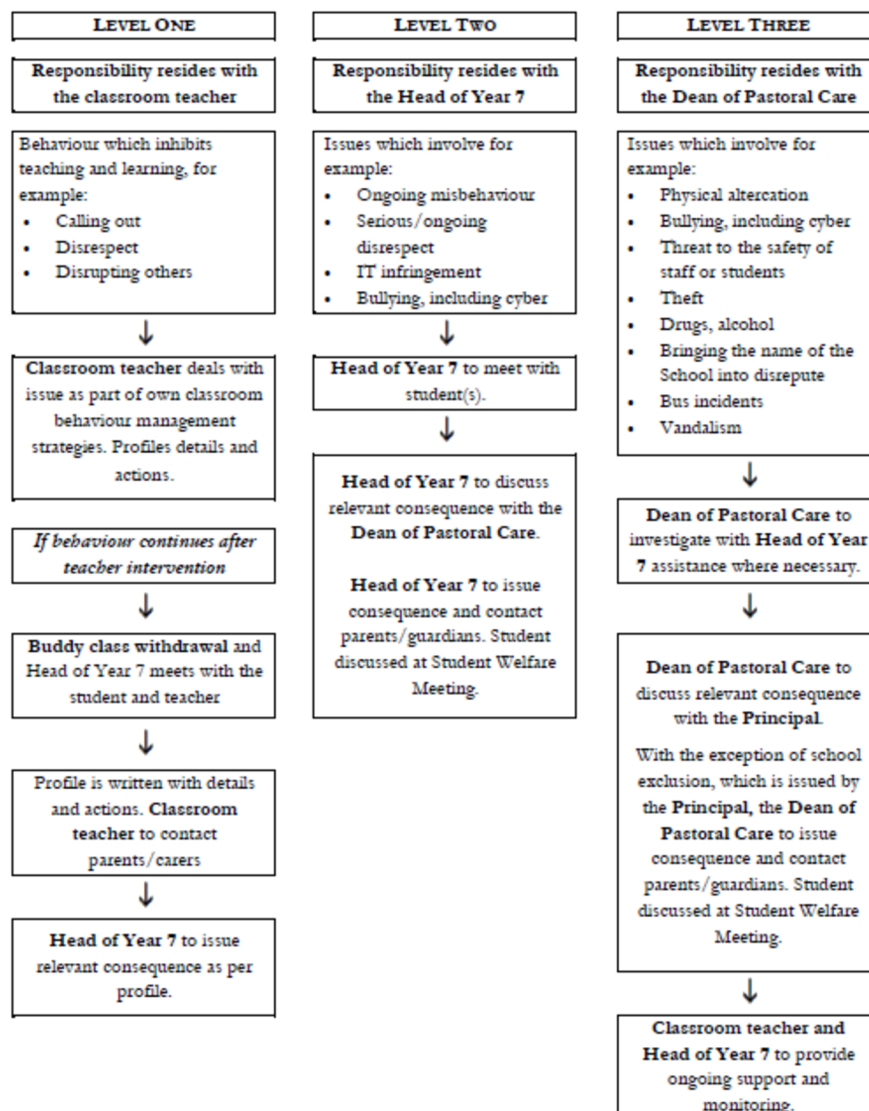 LEVEL ONE
Responsibility resides with
the classroom teacher
Behaviour which inhibits
teaching and learning, for
example:
• Calling out
• Disrespect
• Disrupting others
↓
Classroom teacher deals with
issue as part of own classroom
behaviour management
strategies. Profiles details and
actions.
If behaviour continues after
teacher intervention
↓
Buddy class withdrawal and
Head of Year 7 meets with the
student and teacher
↓
Profile is written with details
and actions. Classroom
teacher to contact
parents/carers
↓
Head of Year 7 to issue
relevant consequence as per
profile.
LEVEL TWO
Responsibility resides with
the Head of Year 7
Issues which involve for
example:
• Ongoing misbehaviour
• Serious/ongoing
disrespect
• IT infringement
• Bullying, including cyber
↓
Head of Year 7 to meet with
student(s).
↓
Head of Year 7 to discuss
relevant consequence with the
Dean of Pastoral Care.
Head of Year 7 to issue
consequence and contact
parents/guardians. Student
discussed at Student Welfare
Meeting.
LEVEL THREE
Responsibility resides with
the Dean of Pastoral Care
Issues which involve for
example:
• Physical altercation
• Bullying, including cyber
• Threat to the safety of
staff or students
• Theft
• Drugs, alcohol
• Bringing the name of the
School into disrepute
• Bus incidents
• Vandalism
↓
Dean of Pastoral Care to
investigate with Head of Year
7 assistance where necessary.
↓
Dean of Pastoral Care to
discuss relevant consequence
with the Principal.
With the exception of school
exclusion, which is issued by
the Principal, the Dean of
Pastoral Care to issue
consequence and contact
parents/guardians. Student
discussed at Student Welfare
Meeting.
↓
Classroom teacher and
Head of Year 7 to provide
ongoing support and
monitoring.